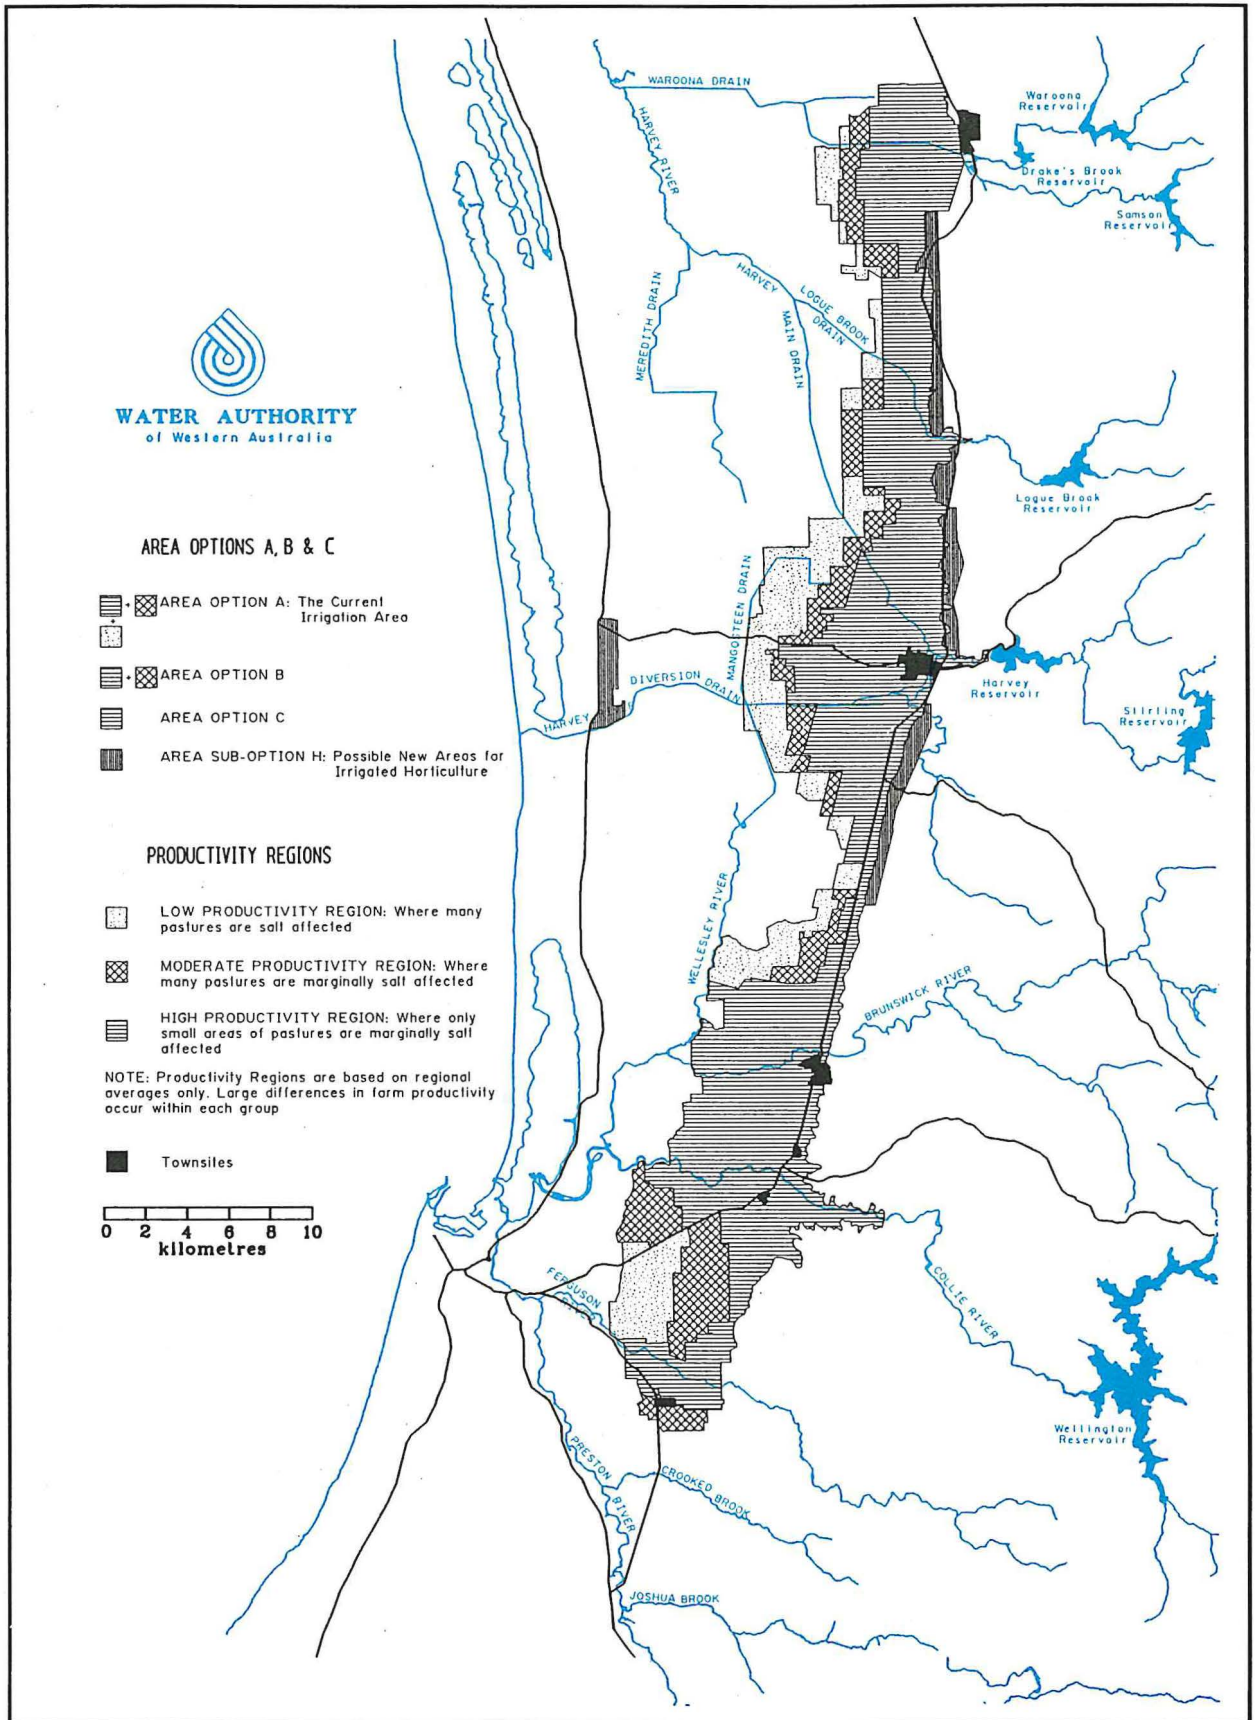 WATER AUTHORITY
of Western Australia
AREA OPTIONS A, B & C
AREA OPTION A: The Current
Irrigation Area
AREA OPTION B
AREA OPTION C
AREA SUB-OPTION H: Possible New Areas for
Irrigated Horticulture
PRODUCTIVITY REGIONS
LOW PRODUCTIVITY REGION: Where many
pastures are salt affected
MODERATE PRODUCTIVITY REGION: Where
many pastures are marginally salt affected
HIGH PRODUCTIVITY REGION: Where only
small areas of pastures are marginally salt
affected
NOTE: Productivity Regions are based on regional
averages only. Large differences in farm productivity
occur within each group
Townsites
0 2 4 6 8 10
kilometres
WAROONA DRAIN
HARVEY RIVER
Waroona
Reservoir
Drake's Brook
Reservoir
Samson
Reservoir
MEREDITH DRAIN
HARVEY
MAIN DRAIN
LOGUE BROOK
DRAIN
Logue Brook
Reservoir
MANGOSTEEN DRAIN
HARVEY
DIVERSION DRAIN
Harvey
Reservoir
Stirling
Reservoir
WELLESLEY RIVER
BRUNSWICK RIVER
FERGUSON
RIVER
COLLIE RIVER
Wellington
Reservoir
PRESTON
RIVER
CROOKED BROOK
JOSHUA BROOK